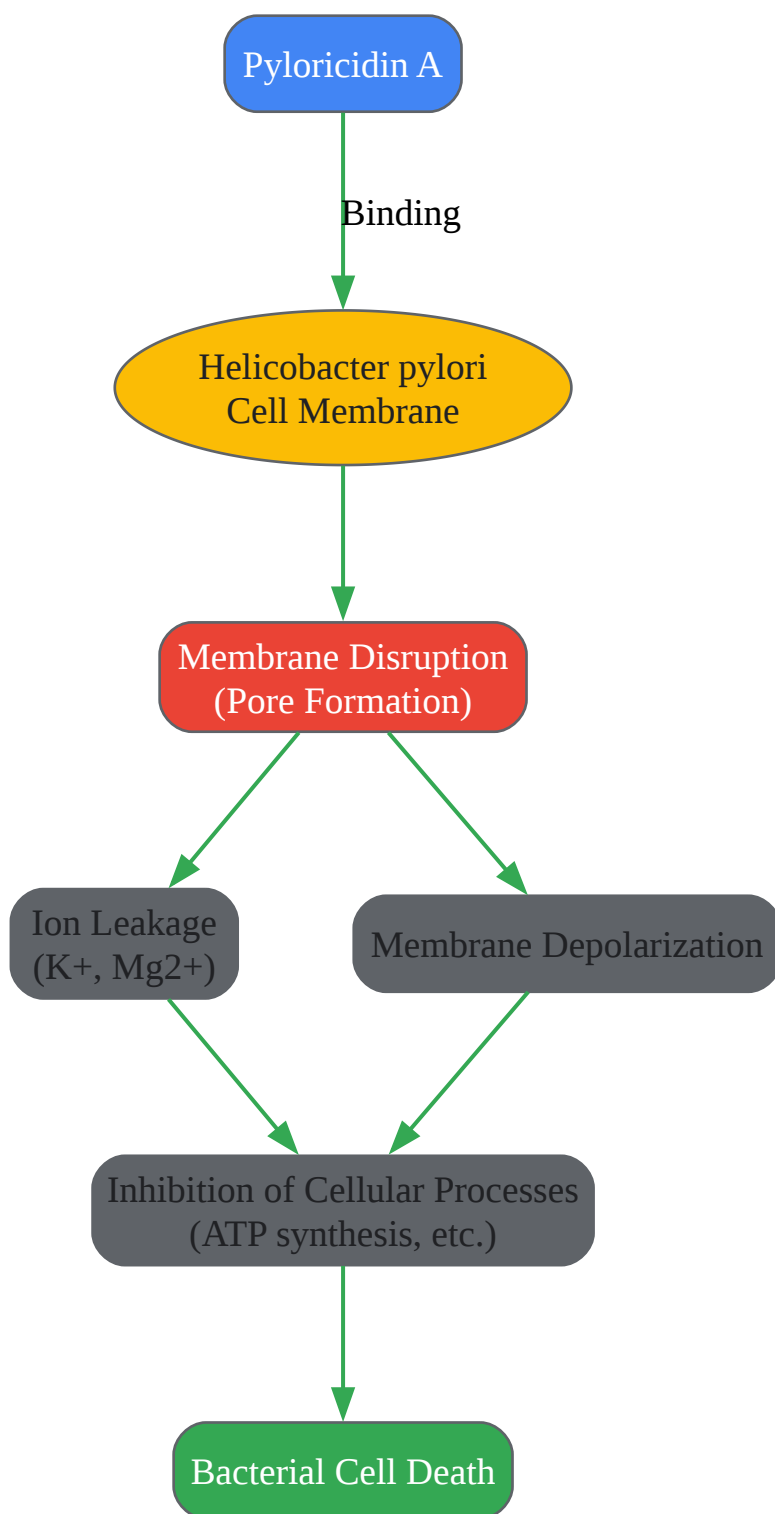 Pyloricidin A
Binding
Helicobacter pylori
Cell Membrane
Membrane Disruption
(Pore Formation)
Ion Leakage
(K+, Mg2+)
Membrane Depolarization
Inhibition of Cellular Processes
(ATP synthesis, etc.)
Bacterial Cell Death